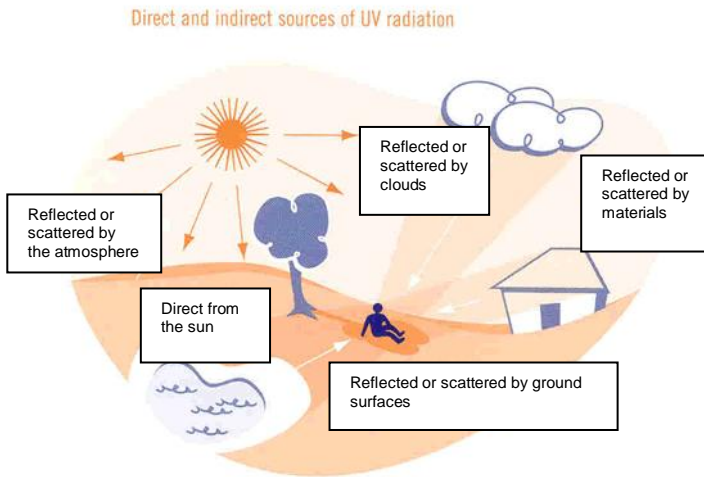 Direct and indirect sources of UV radiation
Reflected or
scattered by
clouds
Reflected or
scattered by
materials
Reflected or
scattered by
the atmosphere
Direct from
the sun
Reflected or scattered by ground
surfaces